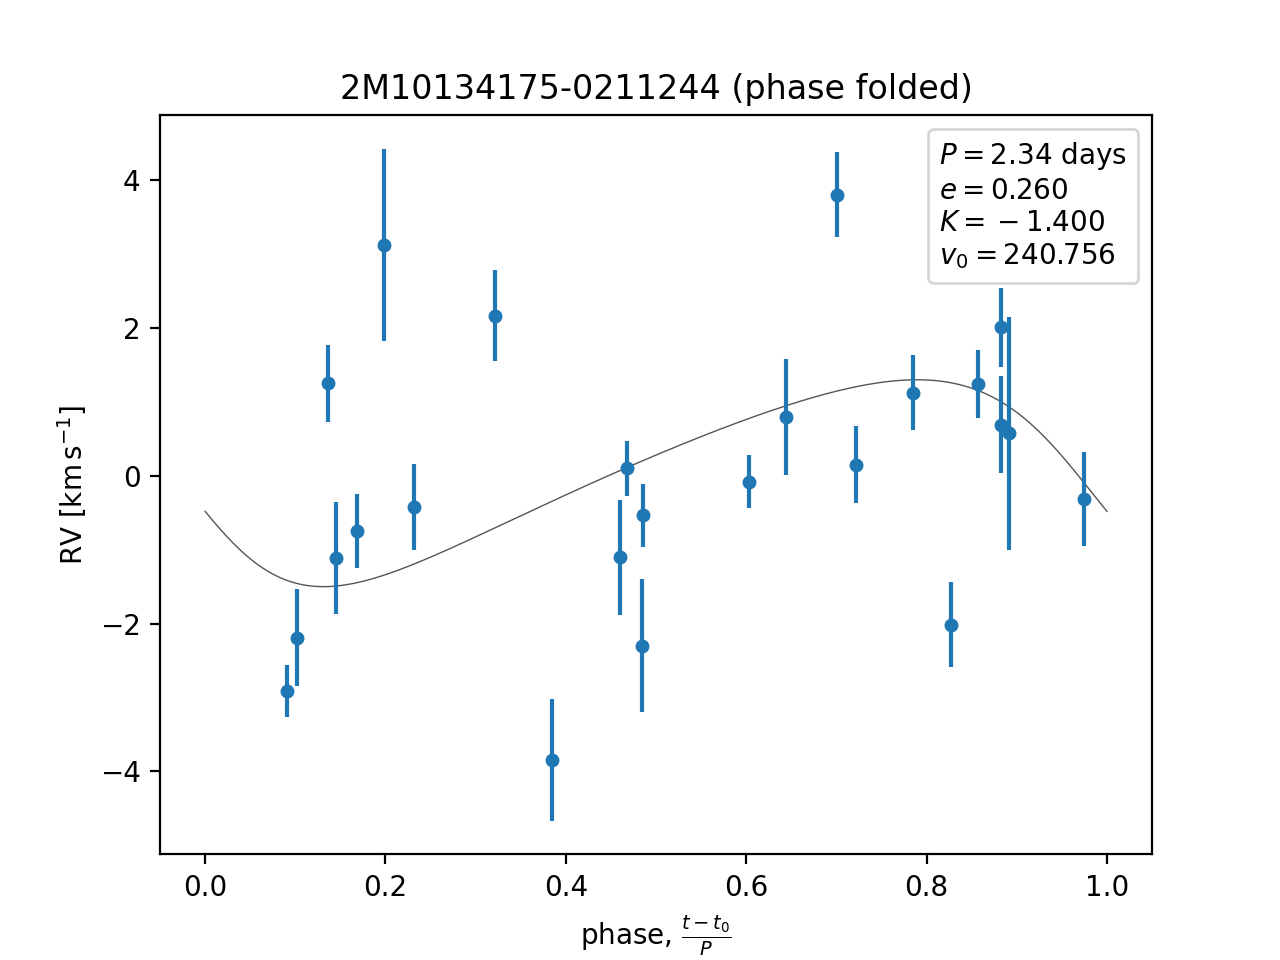 2M10134175-0211244 (phase folded)
P = 2.34 days
e = 0.260
K = −1.400
v₀ = 240.756
RV [km s⁻¹]
4
2
0
−2
−4
0.0 0.2 0.4 0.6 0.8 1.0
phase, (t − t₀)/P